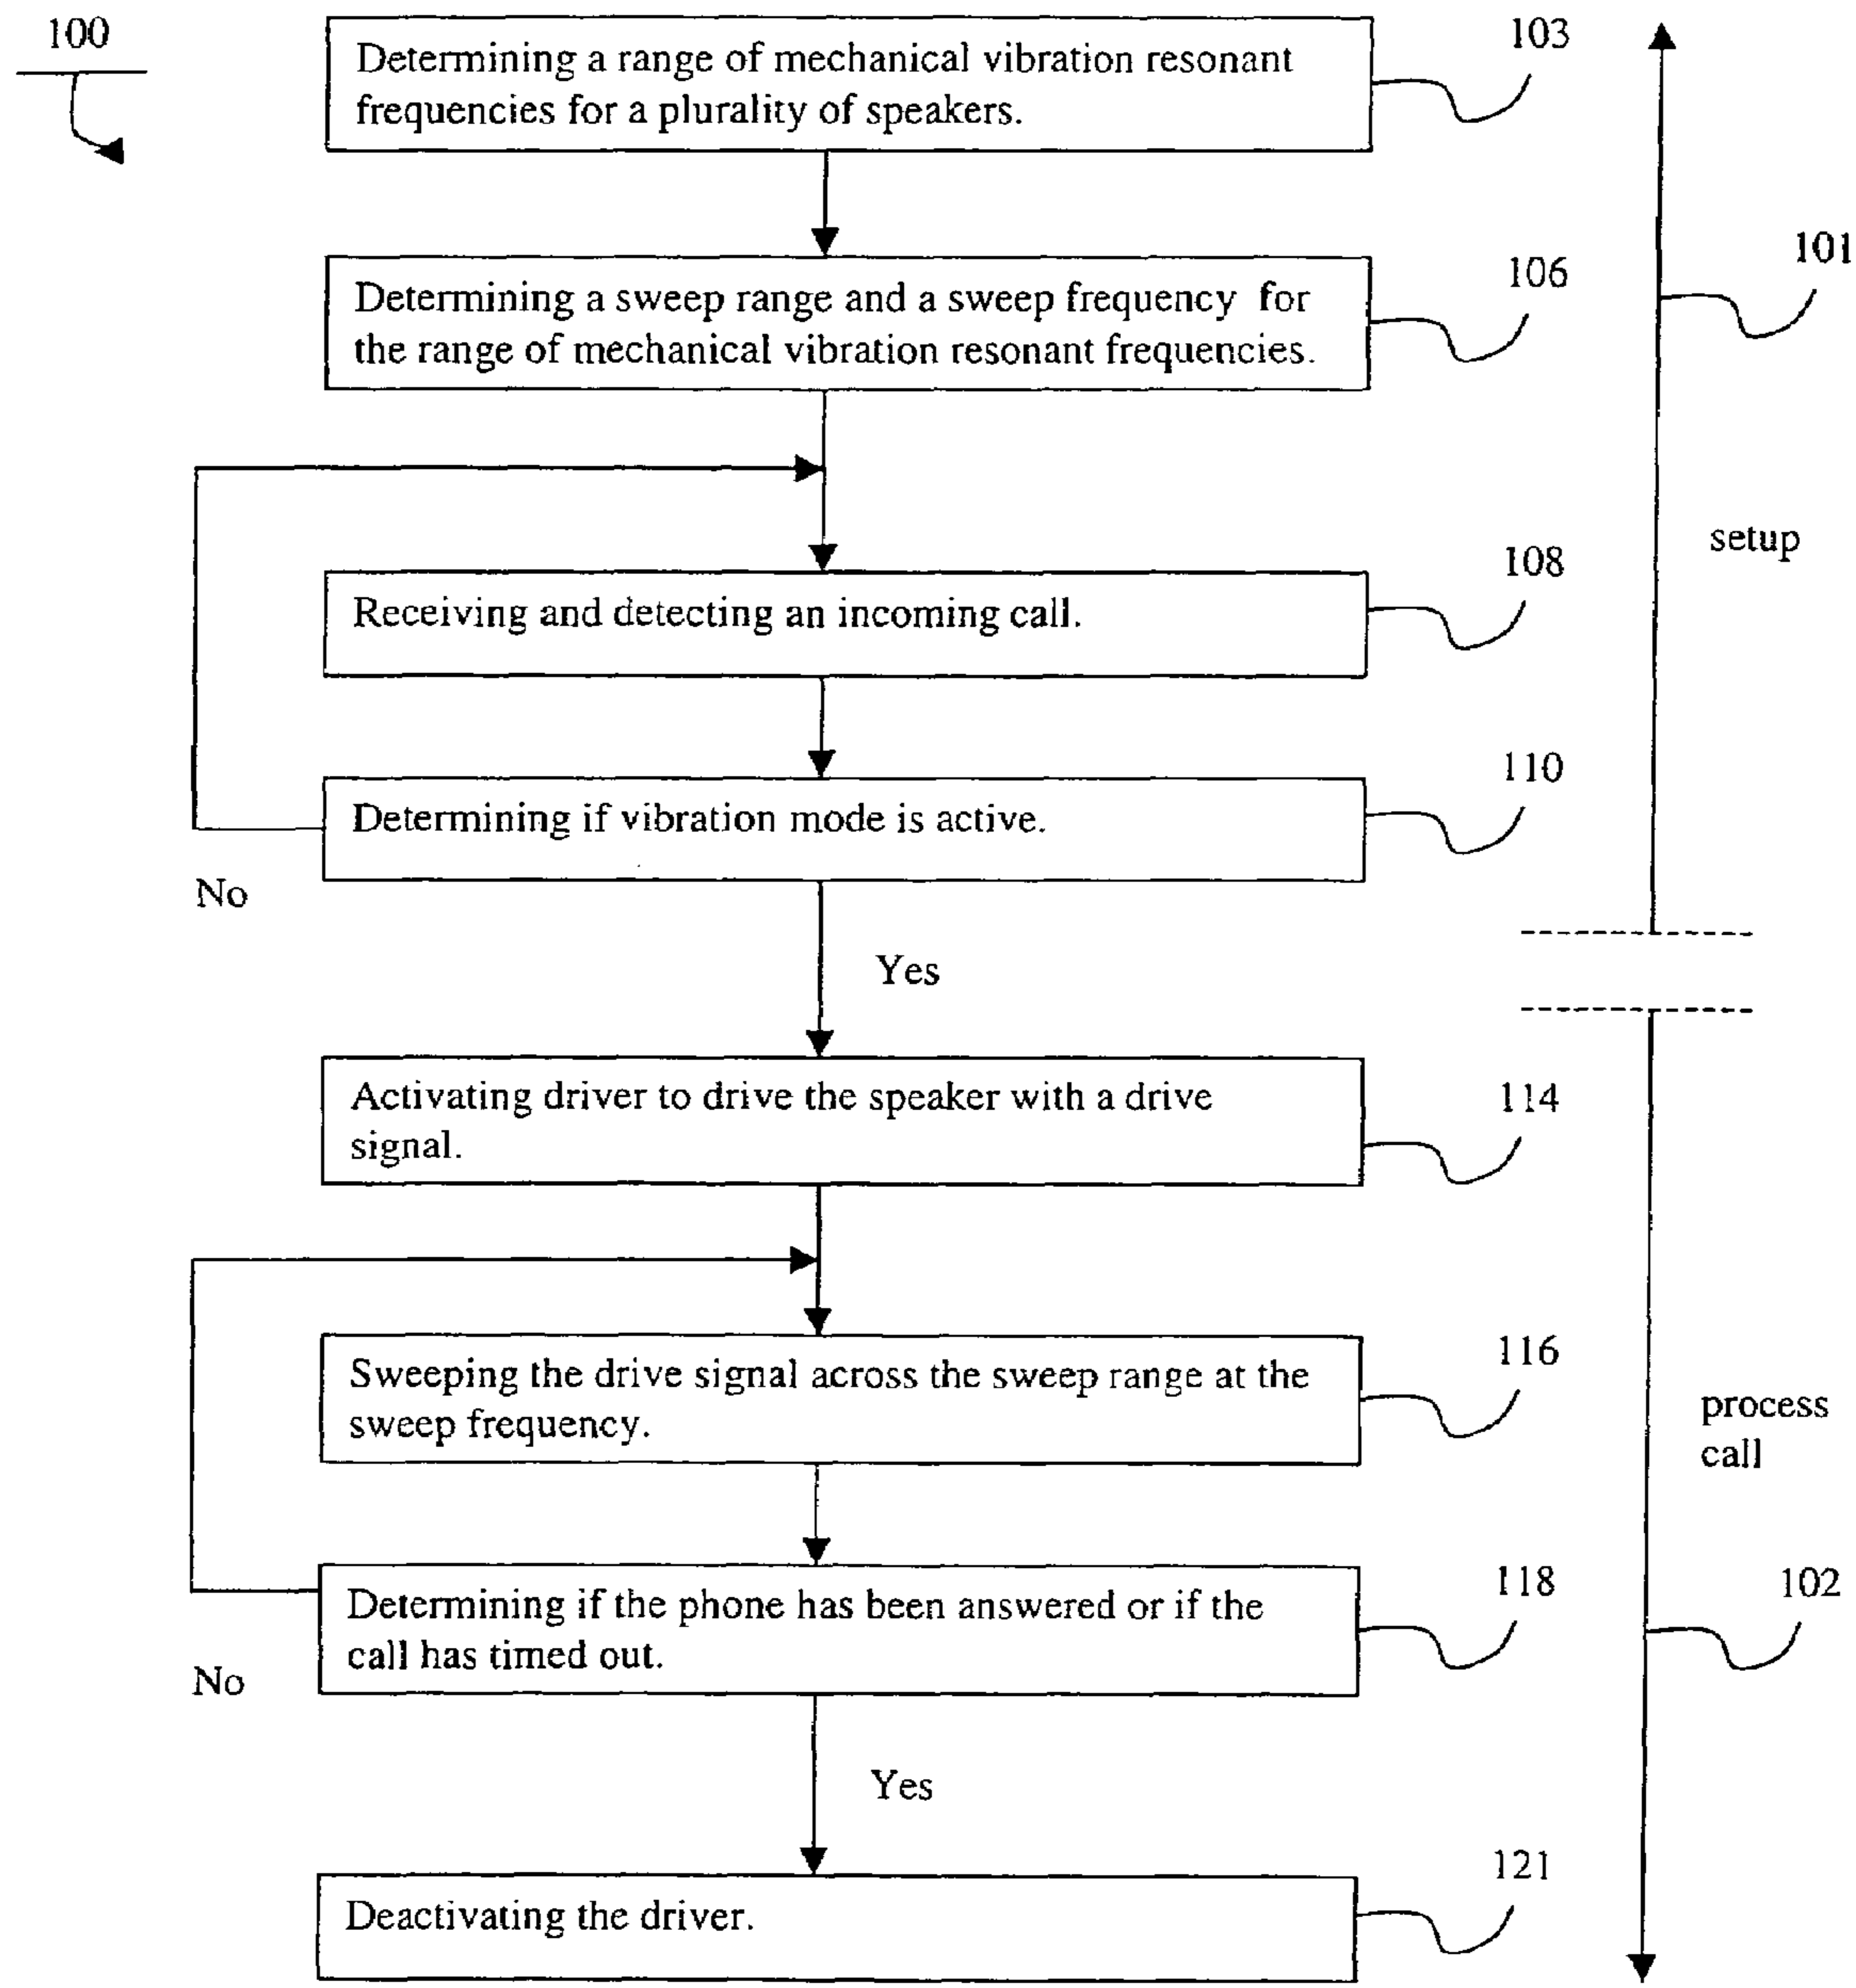 100
Determining a range of mechanical vibration resonant
frequencies for a plurality of speakers.
103
Determining a sweep range and a sweep frequency for
the range of mechanical vibration resonant frequencies.
106
101
setup
Receiving and detecting an incoming call.
108
Determining if vibration mode is active.
110
No
Yes
Activating driver to drive the speaker with a drive
signal.
114
Sweeping the drive signal across the sweep range at the
sweep frequency.
116
process
call
Determining if the phone has been answered or if the
call has timed out.
118
102
No
Yes
Deactivating the driver.
121